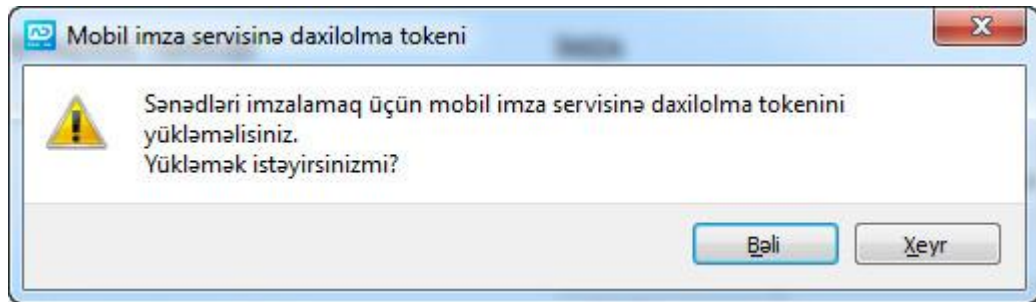 Mobil imza servisinə daxilolma tokeni
Sənədləri imzalamaq üçün mobil imza servisinə daxilolma tokenini
yükləməlisiniz.
Yükləmək istəyirsinizmi?
Bəli
Xeyr